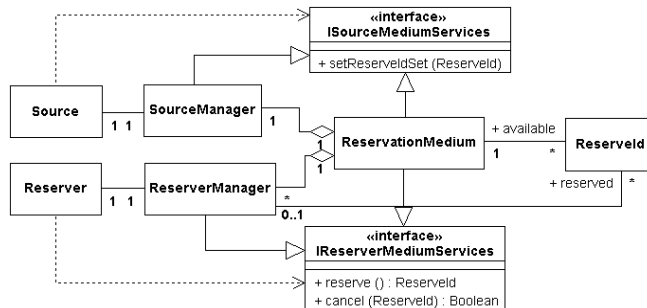 «interface»
ISourceMediumServices
+ setReserveIdSet (ReserveId)
Source
SourceManager
1 1
1
1
ReservationMedium
+ available
1
*
ReserveId
Reserver
ReserverManager
1 1
*
1
0..1
+ reserved
*
«interface»
IReserverMediumServices
+ reserve () : ReserveId
+ cancel (ReserveId) : Boolean